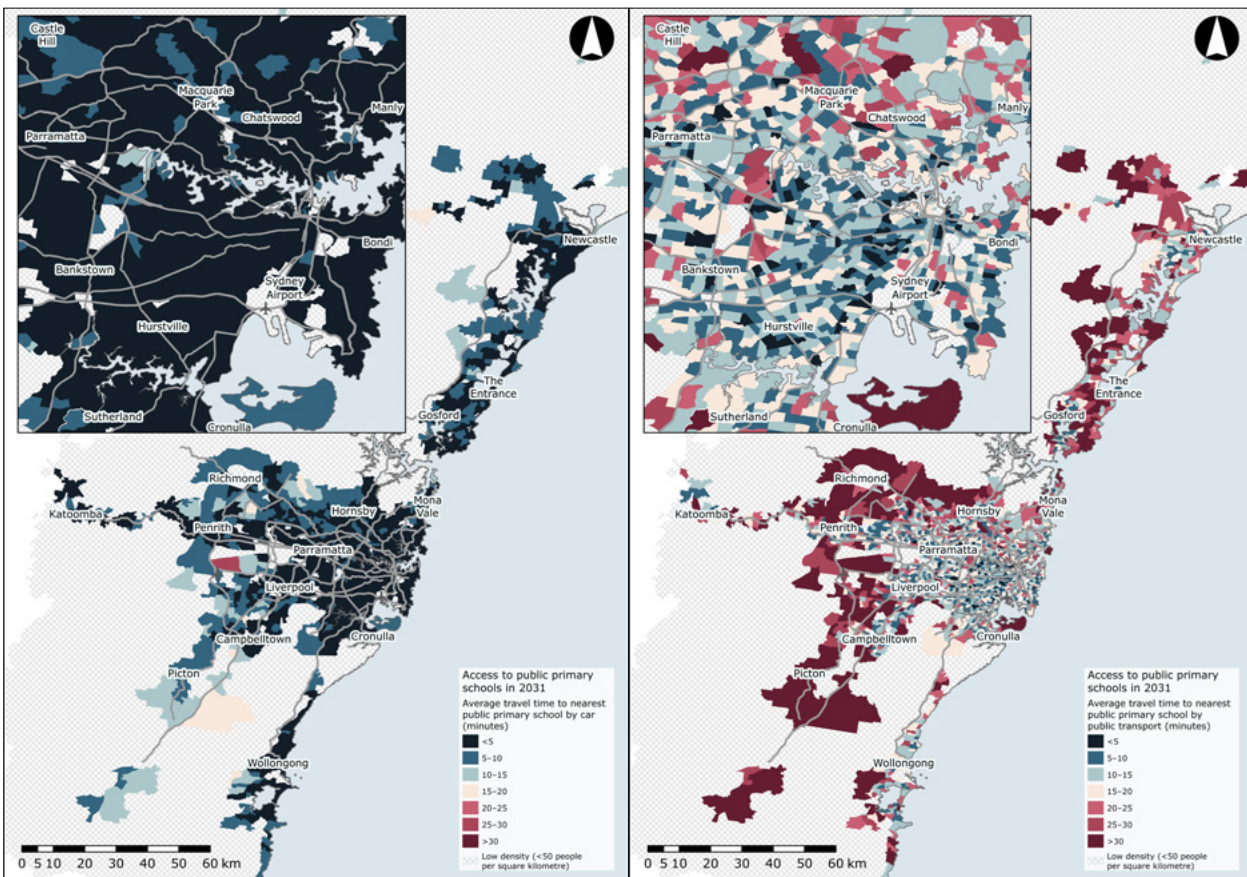 Castle
Hill
Macquarie
Park
Chatswood
Manly
Parramatta
Bondi
Bankstown
Sydney
Airport
Hurstville
Sutherland
Cronulla
Newcastle
The
Entrance
Gosford
Richmond
Mona
Vale
Hornsby
Katoomba
Penrith
Parramatta
Liverpool
Campbelltown
Cronulla
Picton
Wollongong
Access to public primary
schools in 2031
Average travel time to nearest
public primary school by car
(minutes)
<5
5–10
10–15
15–20
20–25
25–30
>30
Low density (<50 people
per square kilometre)
0 5 10 20 30 40 50 60 km
Castle
Hill
Macquarie
Park
Chatswood
Manly
Parramatta
Bondi
Bankstown
Sydney
Airport
Hurstville
Sutherland
Cronulla
Newcastle
The
Entrance
Gosford
Richmond
Mona
Vale
Hornsby
Katoomba
Penrith
Parramatta
Liverpool
Campbelltown
Cronulla
Picton
Wollongong
Access to public primary
schools in 2031
Average travel time to nearest
public primary school by
public transport (minutes)
<5
5–10
10–15
15–20
20–25
25–30
>30
Low density (<50 people
per square kilometre)
0 5 10 20 30 40 50 60 km